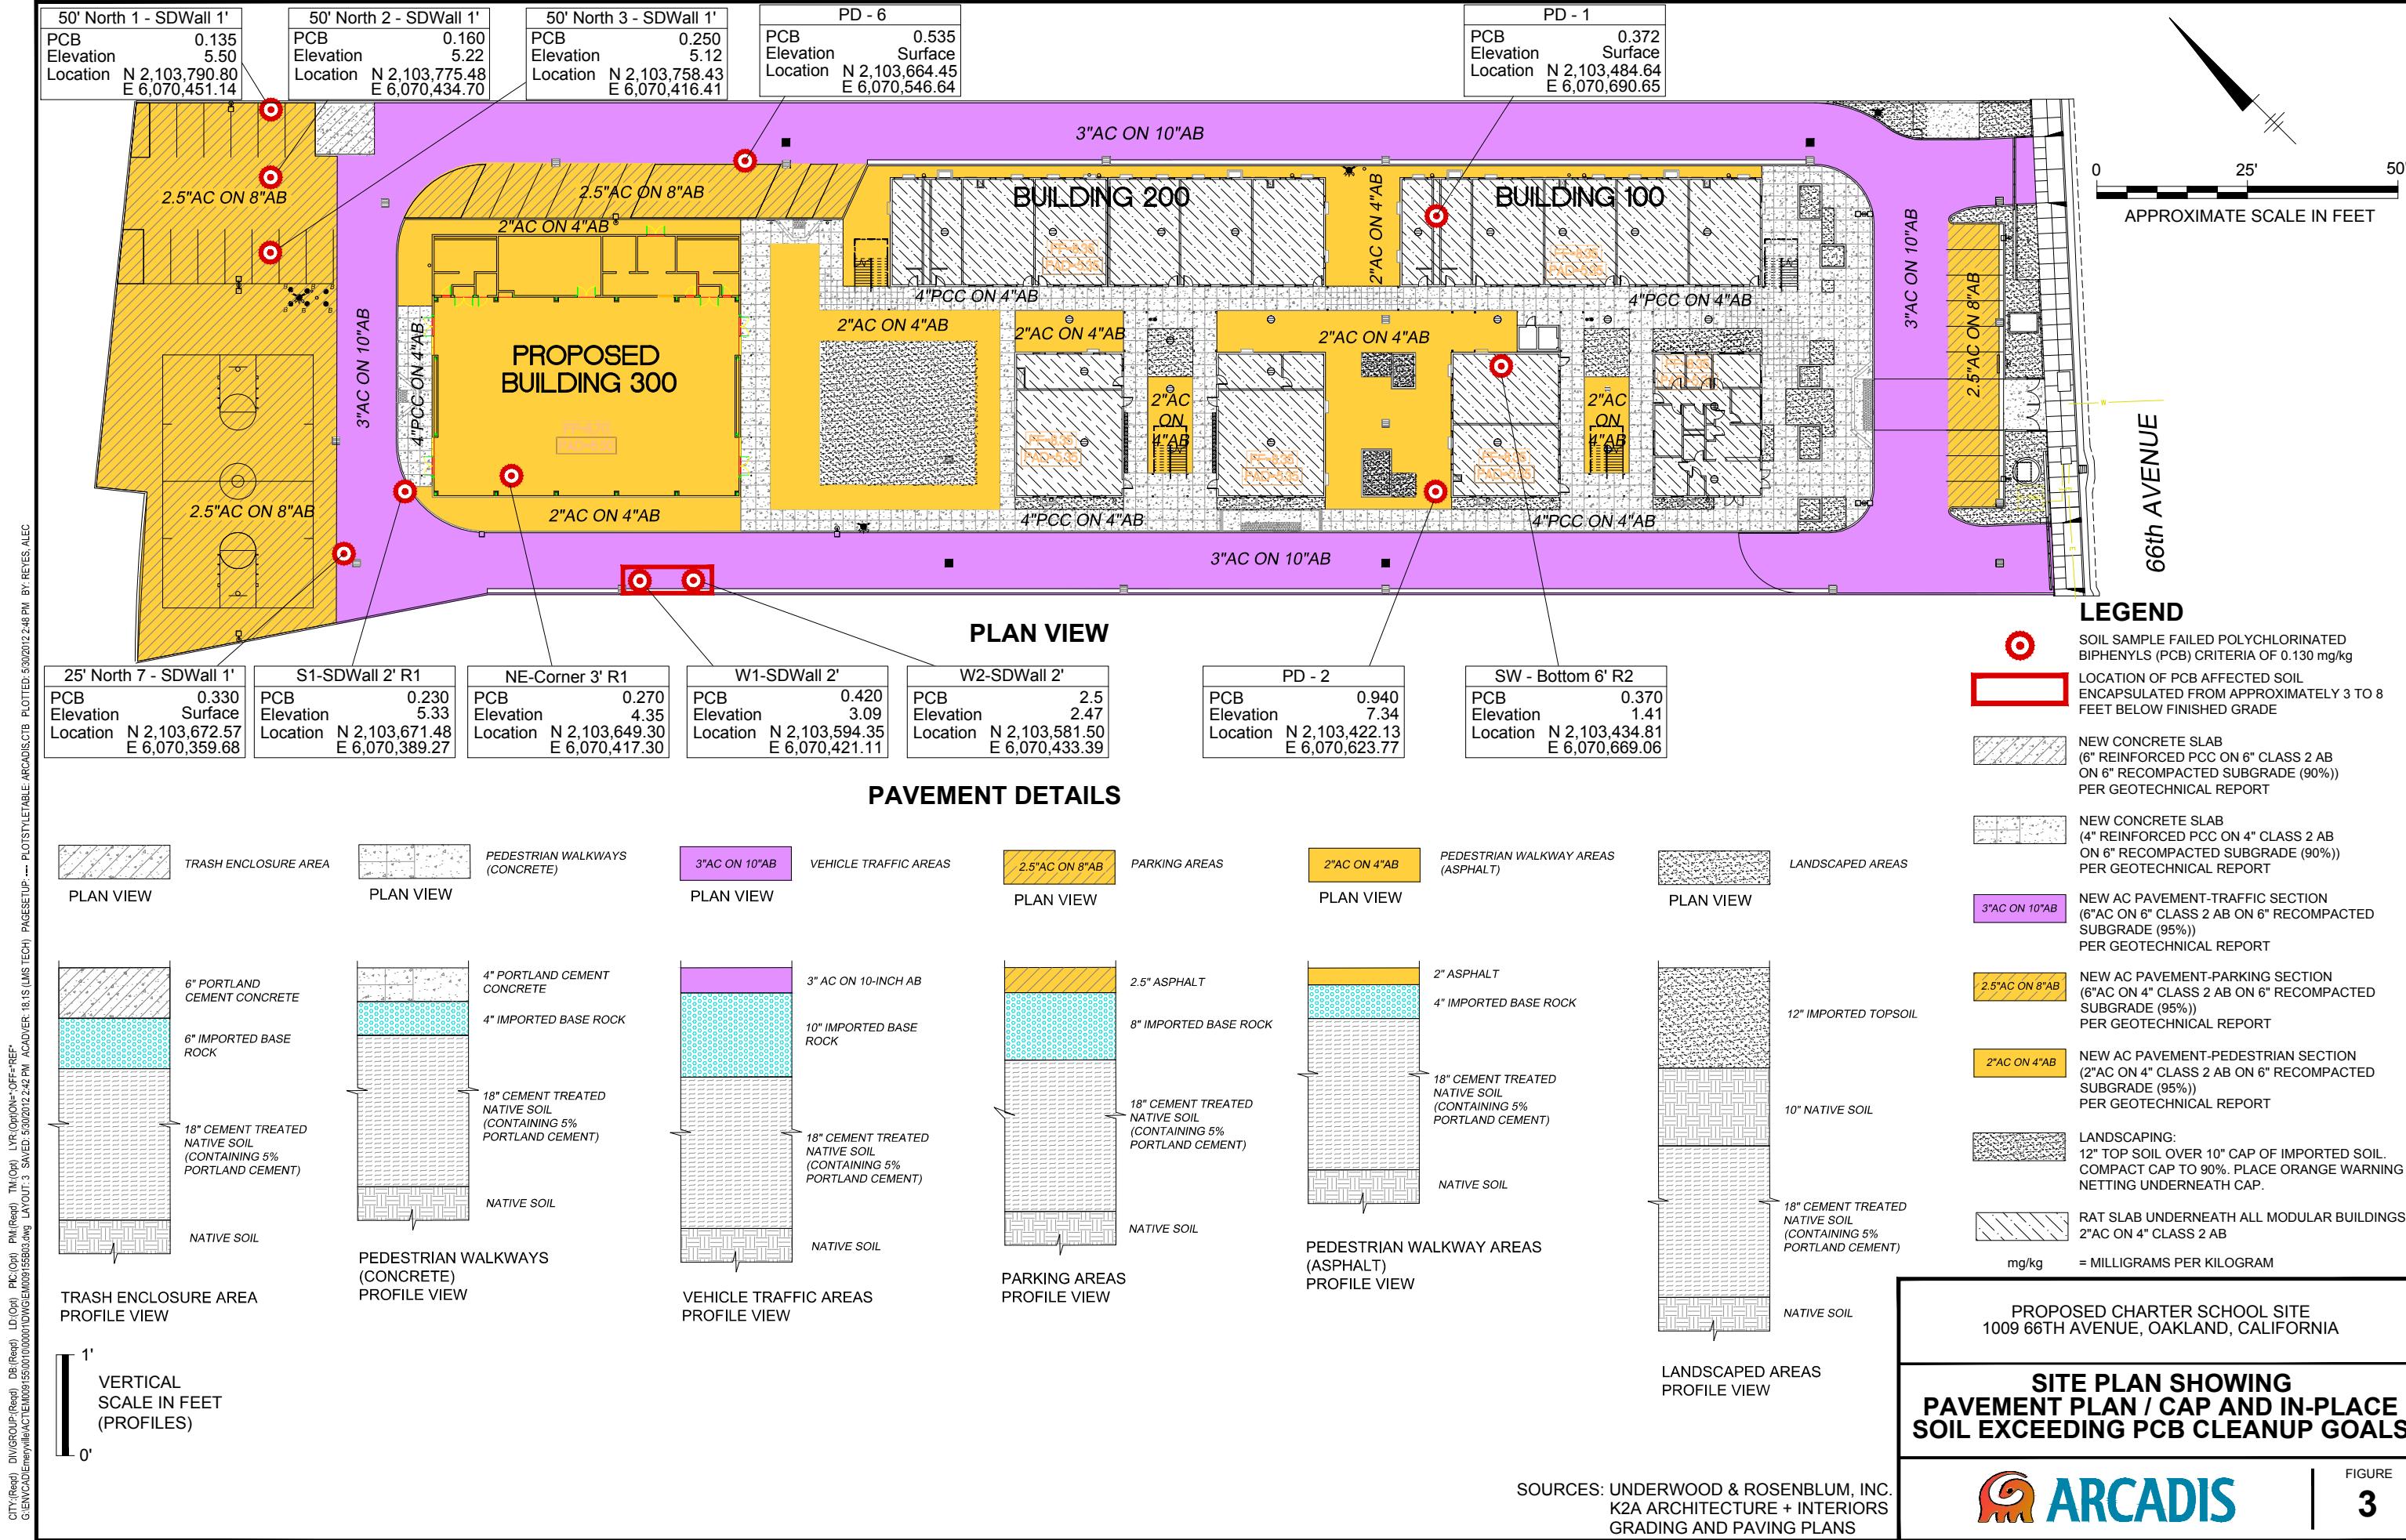 50' North 1 - SDWall 1'
PCB 0.135
Elevation 5.50
Location N 2,103,790.80
E 6,070,451.14
50' North 2 - SDWall 1'
PCB 0.160
Elevation 5.22
Location N 2,103,775.48
E 6,070,434.70
50' North 3 - SDWall 1'
PCB 0.250
Elevation 5.12
Location N 2,103,758.43
E 6,070,416.41
PD - 6
PCB 0.535
Elevation Surface
Location N 2,103,664.45
E 6,070,546.64
PD - 1
PCB 0.372
Elevation Surface
Location N 2,103,484.64
E 6,070,690.65
0 25' 50'
APPROXIMATE SCALE IN FEET
3"AC ON 10"AB
2.5"AC ON 8"AB
2.5"AC ON 8"AB
2"AC ON 4"AB
BUILDING 200
2"AC ON 4"AB
BUILDING 100
3"AC ON 10"AB
2.5"AC ON 8"AB
4"PCC ON 4"AB
4"PCC ON 4"AB
3"AC ON 10"AB
4"PCC ON 4"AB
PROPOSED
BUILDING 300
2"AC ON 4"AB
2"AC ON 4"AB
2"AC ON 4"AB
2"AC
ON
4"AB
2"AC
ON
4"AB
2.5"AC ON 8"AB
2"AC ON 4"AB
4"PCC ON 4"AB
4"PCC ON 4"AB
3"AC ON 10"AB
66th AVENUE
PLAN VIEW
25' North 7 - SDWall 1'
PCB 0.330
Elevation Surface
Location N 2,103,672.57
E 6,070,359.68
S1-SDWall 2' R1
PCB 0.230
Elevation 5.33
Location N 2,103,671.48
E 6,070,389.27
NE-Corner 3' R1
PCB 0.270
Elevation 4.35
Location N 2,103,649.30
E 6,070,417.30
W1-SDWall 2'
PCB 0.420
Elevation 3.09
Location N 2,103,594.35
E 6,070,421.11
W2-SDWall 2'
PCB 2.5
Elevation 2.47
Location N 2,103,581.50
E 6,070,433.39
PD - 2
PCB 0.940
Elevation 7.34
Location N 2,103,422.13
E 6,070,623.77
SW - Bottom 6' R2
PCB 0.370
Elevation 1.41
Location N 2,103,434.81
E 6,070,669.06
LEGEND
SOIL SAMPLE FAILED POLYCHLORINATED
BIPHENYLS (PCB) CRITERIA OF 0.130 mg/kg
LOCATION OF PCB AFFECTED SOIL
ENCAPSULATED FROM APPROXIMATELY 3 TO 8
FEET BELOW FINISHED GRADE
NEW CONCRETE SLAB
(6" REINFORCED PCC ON 6" CLASS 2 AB
ON 6" RECOMPACTED SUBGRADE (90%))
PER GEOTECHNICAL REPORT
NEW CONCRETE SLAB
(4" REINFORCED PCC ON 4" CLASS 2 AB
ON 6" RECOMPACTED SUBGRADE (90%))
PER GEOTECHNICAL REPORT
3"AC ON 10"AB
NEW AC PAVEMENT-TRAFFIC SECTION
(6"AC ON 6" CLASS 2 AB ON 6" RECOMPACTED
SUBGRADE (95%))
PER GEOTECHNICAL REPORT
2.5"AC ON 8"AB
NEW AC PAVEMENT-PARKING SECTION
(6"AC ON 4" CLASS 2 AB ON 6" RECOMPACTED
SUBGRADE (95%))
PER GEOTECHNICAL REPORT
2"AC ON 4"AB
NEW AC PAVEMENT-PEDESTRIAN SECTION
(2"AC ON 4" CLASS 2 AB ON 6" RECOMPACTED
SUBGRADE (95%))
PER GEOTECHNICAL REPORT
LANDSCAPING:
12" TOP SOIL OVER 10" CAP OF IMPORTED SOIL.
COMPACT CAP TO 90%. PLACE ORANGE WARNING
NETTING UNDERNEATH CAP.
RAT SLAB UNDERNEATH ALL MODULAR BUILDINGS
2"AC ON 4" CLASS 2 AB
mg/kg = MILLIGRAMS PER KILOGRAM
PAVEMENT DETAILS
TRASH ENCLOSURE AREA
PLAN VIEW
PEDESTRIAN WALKWAYS
(CONCRETE)
PLAN VIEW
3"AC ON 10"AB
VEHICLE TRAFFIC AREAS
PLAN VIEW
2.5"AC ON 8"AB
PARKING AREAS
PLAN VIEW
2"AC ON 4"AB
PEDESTRIAN WALKWAY AREAS
(ASPHALT)
PLAN VIEW
LANDSCAPED AREAS
PLAN VIEW
6" PORTLAND
CEMENT CONCRETE
6" IMPORTED BASE
ROCK
18" CEMENT TREATED
NATIVE SOIL
(CONTAINING 5%
PORTLAND CEMENT)
NATIVE SOIL
TRASH ENCLOSURE AREA
PROFILE VIEW
4" PORTLAND CEMENT
CONCRETE
4" IMPORTED BASE ROCK
18" CEMENT TREATED
NATIVE SOIL
(CONTAINING 5%
PORTLAND CEMENT)
NATIVE SOIL
PEDESTRIAN WALKWAYS
(CONCRETE)
PROFILE VIEW
3" AC ON 10-INCH AB
10" IMPORTED BASE
ROCK
18" CEMENT TREATED
NATIVE SOIL
(CONTAINING 5%
PORTLAND CEMENT)
NATIVE SOIL
VEHICLE TRAFFIC AREAS
PROFILE VIEW
2.5" ASPHALT
8" IMPORTED BASE ROCK
18" CEMENT TREATED
NATIVE SOIL
(CONTAINING 5%
PORTLAND CEMENT)
NATIVE SOIL
PARKING AREAS
PROFILE VIEW
2" ASPHALT
4" IMPORTED BASE ROCK
18" CEMENT TREATED
NATIVE SOIL
(CONTAINING 5%
PORTLAND CEMENT)
NATIVE SOIL
PEDESTRIAN WALKWAY AREAS
(ASPHALT)
PROFILE VIEW
12" IMPORTED TOPSOIL
10" NATIVE SOIL
18" CEMENT TREATED
NATIVE SOIL
(CONTAINING 5%
PORTLAND CEMENT)
NATIVE SOIL
LANDSCAPED AREAS
PROFILE VIEW
1'
VERTICAL
SCALE IN FEET
(PROFILES)
0'
SOURCES: UNDERWOOD & ROSENBLUM, INC.
K2A ARCHITECTURE + INTERIORS
GRADING AND PAVING PLANS
PROPOSED CHARTER SCHOOL SITE
1009 66TH AVENUE, OAKLAND, CALIFORNIA
SITE PLAN SHOWING
PAVEMENT PLAN / CAP AND IN-PLACE
SOIL EXCEEDING PCB CLEANUP GOALS
ARCADIS
FIGURE
3